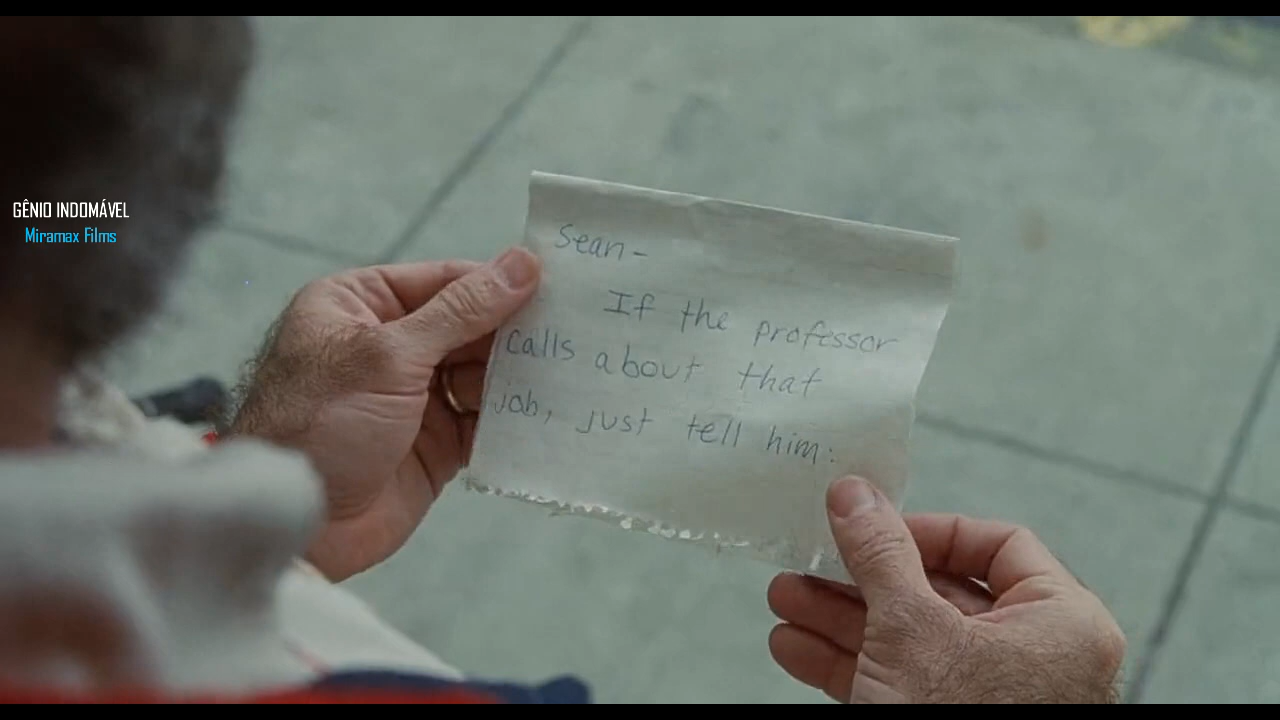 GÊNIO INDOMÁVEL
Miramax Films
Sean-
If the professor
calls about that
job, just tell him: